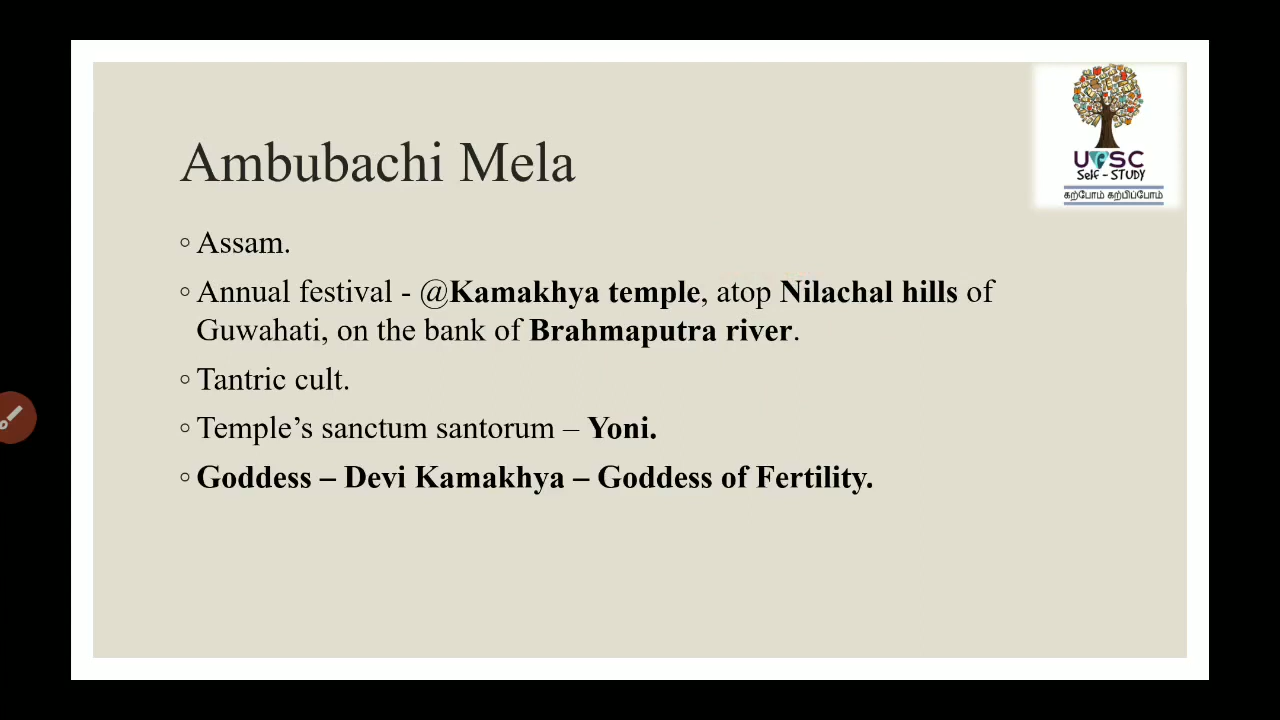 Ambubachi Mela
UPSC
Self - STUDY
கற்போம் கற்பிப்போம்
◦ Assam.
◦ Annual festival - @Kamakhya temple, atop Nilachal hills of
Guwahati, on the bank of Brahmaputra river.
◦ Tantric cult.
◦ Temple’s sanctum santorum – Yoni.
◦ Goddess – Devi Kamakhya – Goddess of Fertility.